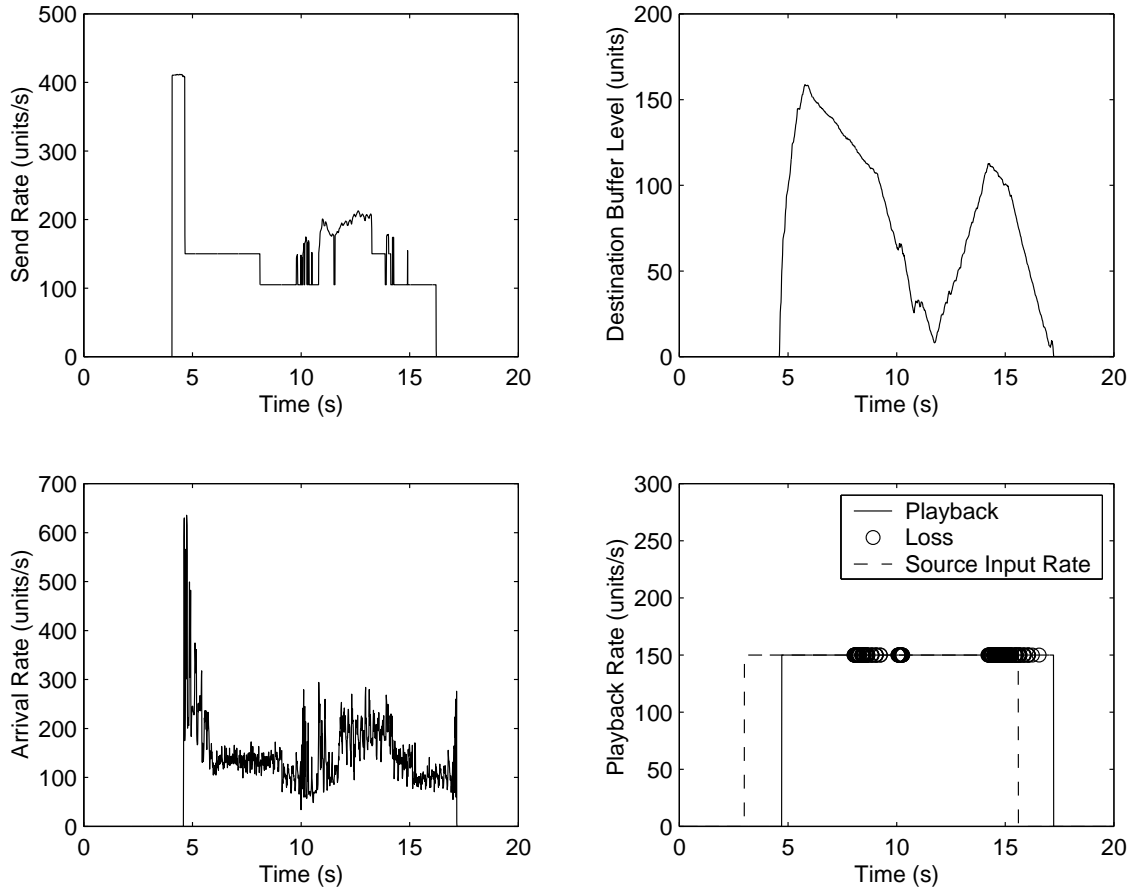 500
400
300
200
100
0
Send Rate (units/s)
0 5 10 15 20
Time (s)
200
150
100
50
0
Destination Buffer Level (units)
0 5 10 15 20
Time (s)
700
600
500
400
300
200
100
0
Arrival Rate (units/s)
0 5 10 15 20
Time (s)
300
250
200
150
100
50
0
Playback Rate (units/s)
Playback
Loss
Source Input Rate
0 5 10 15 20
Time (s)